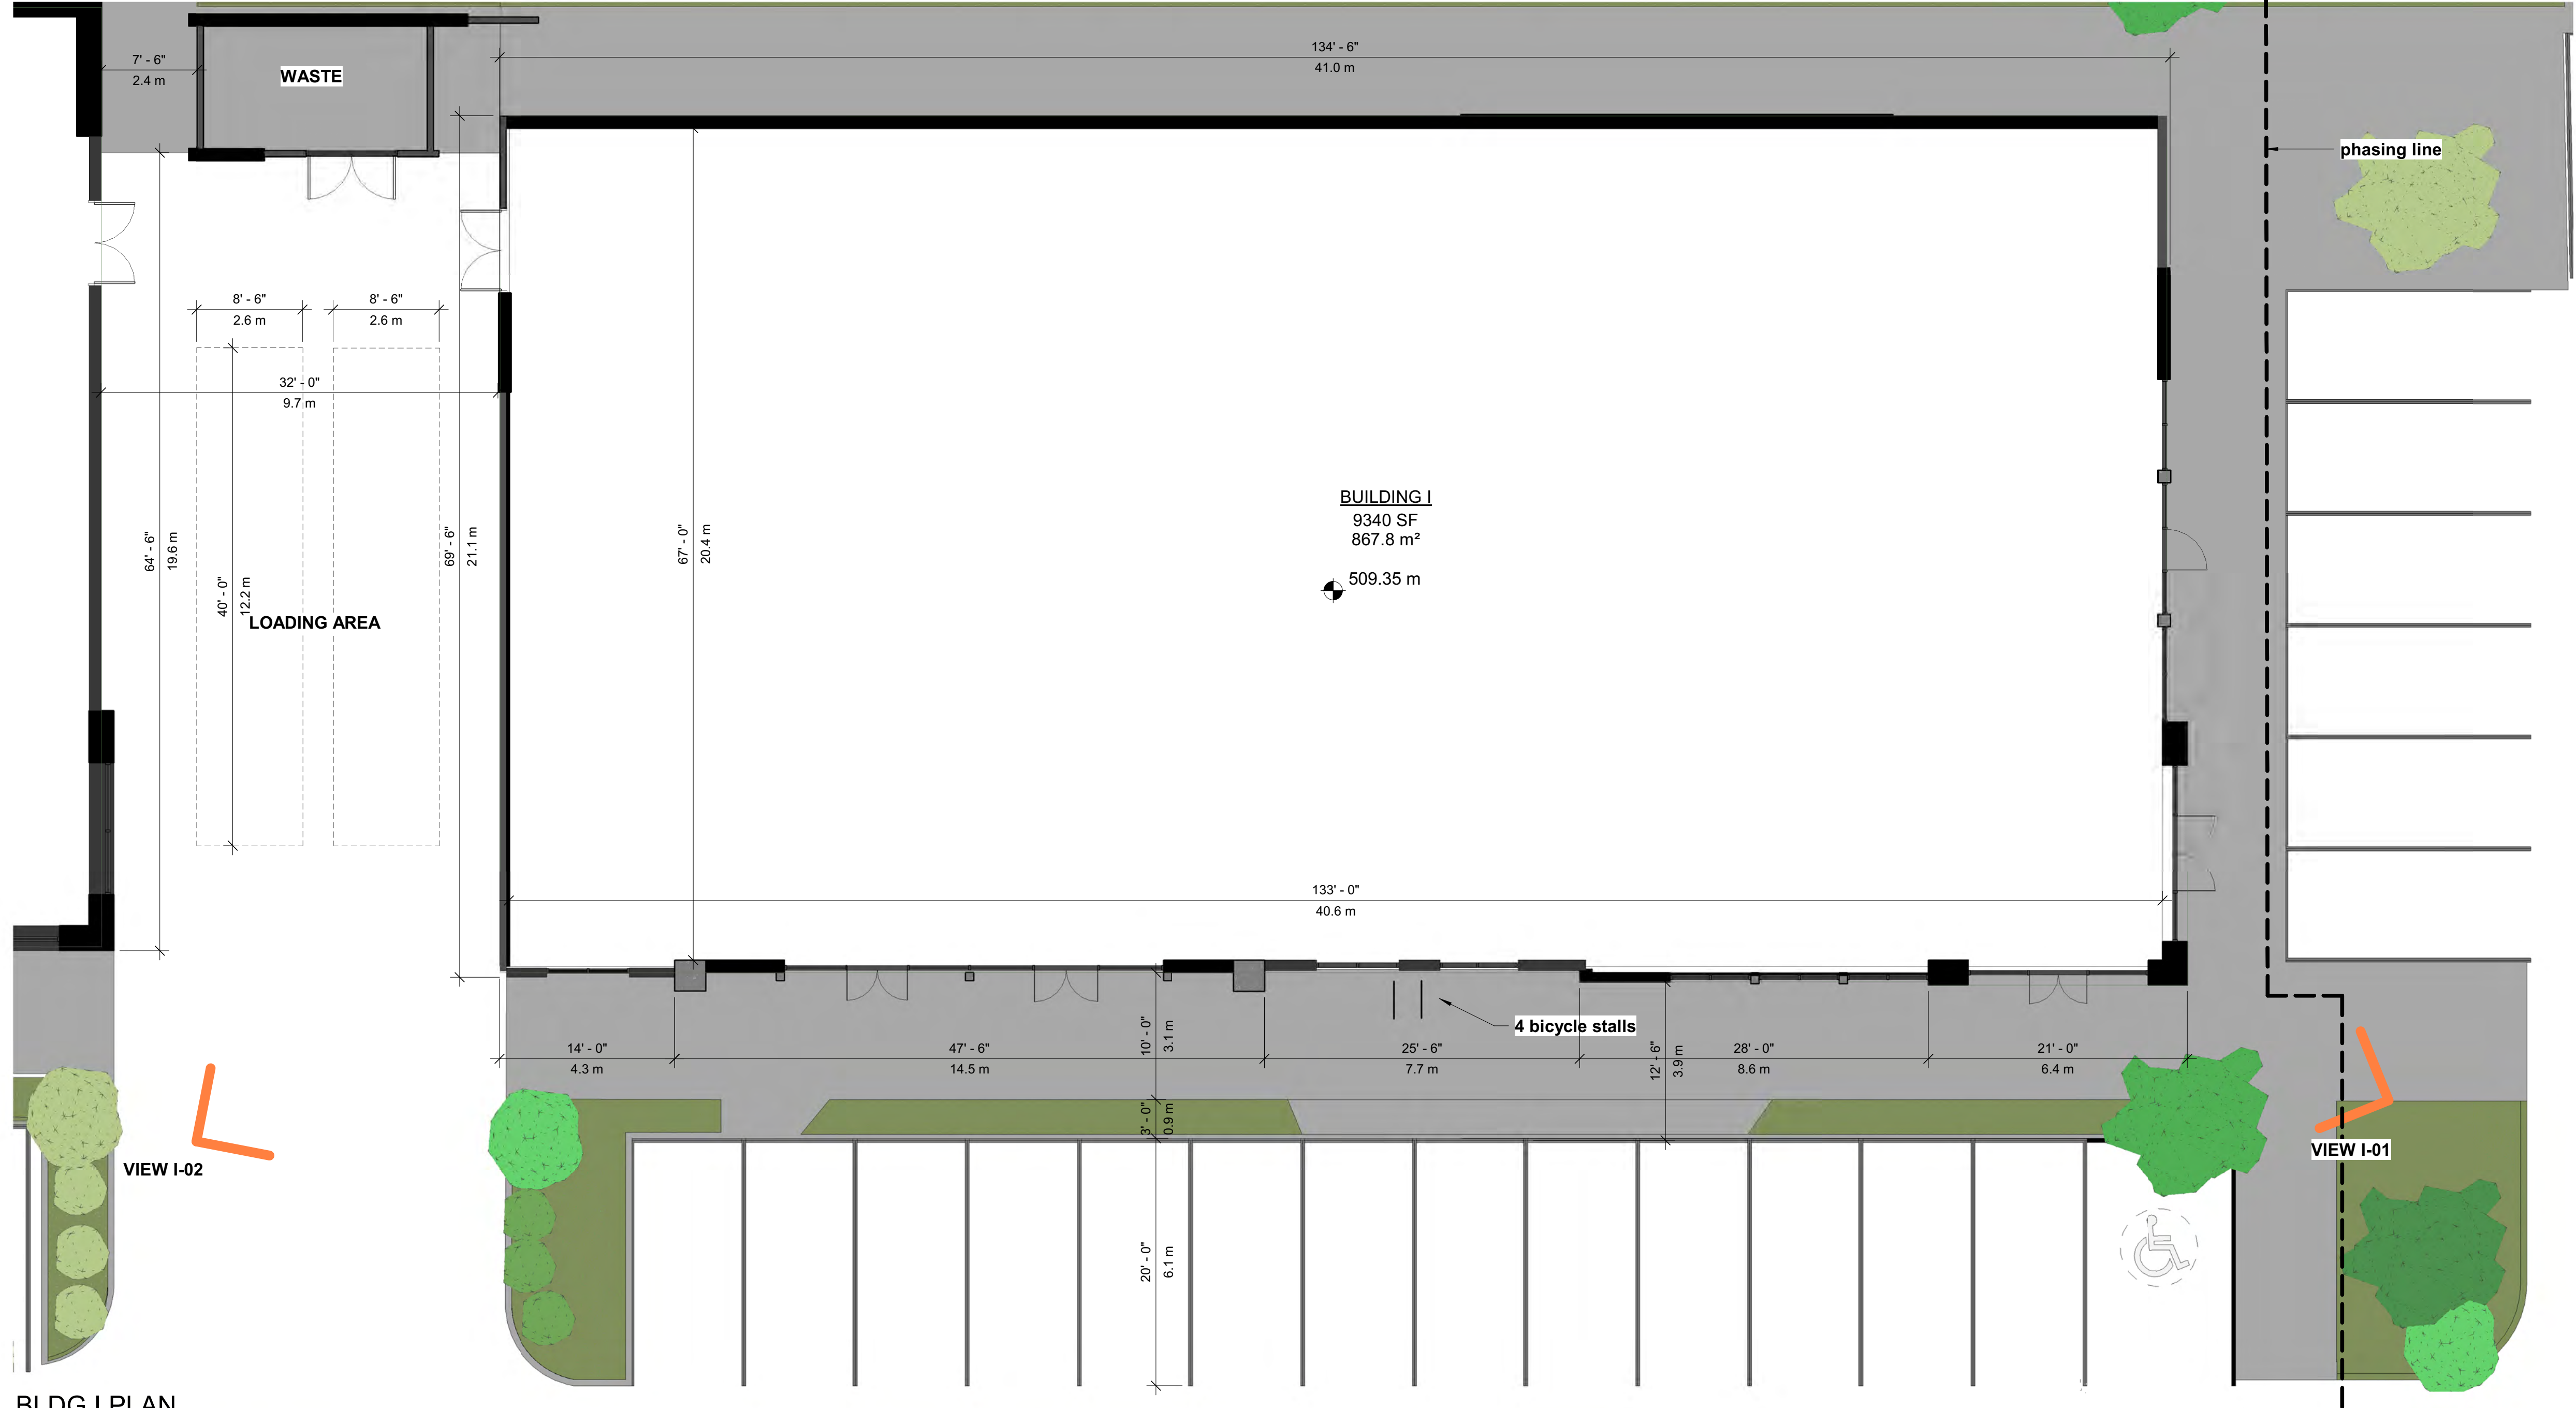 134' - 6"
41.0 m
7' - 6"
2.4 m
WASTE
phasing line
8' - 6"
2.6 m
8' - 6"
2.6 m
32' - 0"
9.7 m
64' - 6"
19.6 m
40' - 0"
12.2 m
LOADING AREA
69' - 6"
21.1 m
67' - 0"
20.4 m
BUILDING I
9340 SF
867.8 m²
509.35 m
133' - 0"
40.6 m
4 bicycle stalls
14' - 0"
4.3 m
47' - 6"
14.5 m
10' - 0"
3.1 m
25' - 6"
7.7 m
12' - 6"
3.9 m
28' - 0"
8.6 m
21' - 0"
6.4 m
3' - 0"
0.9 m
VIEW I-02
VIEW I-01
20' - 0"
6.1 m
BLDG I PLAN